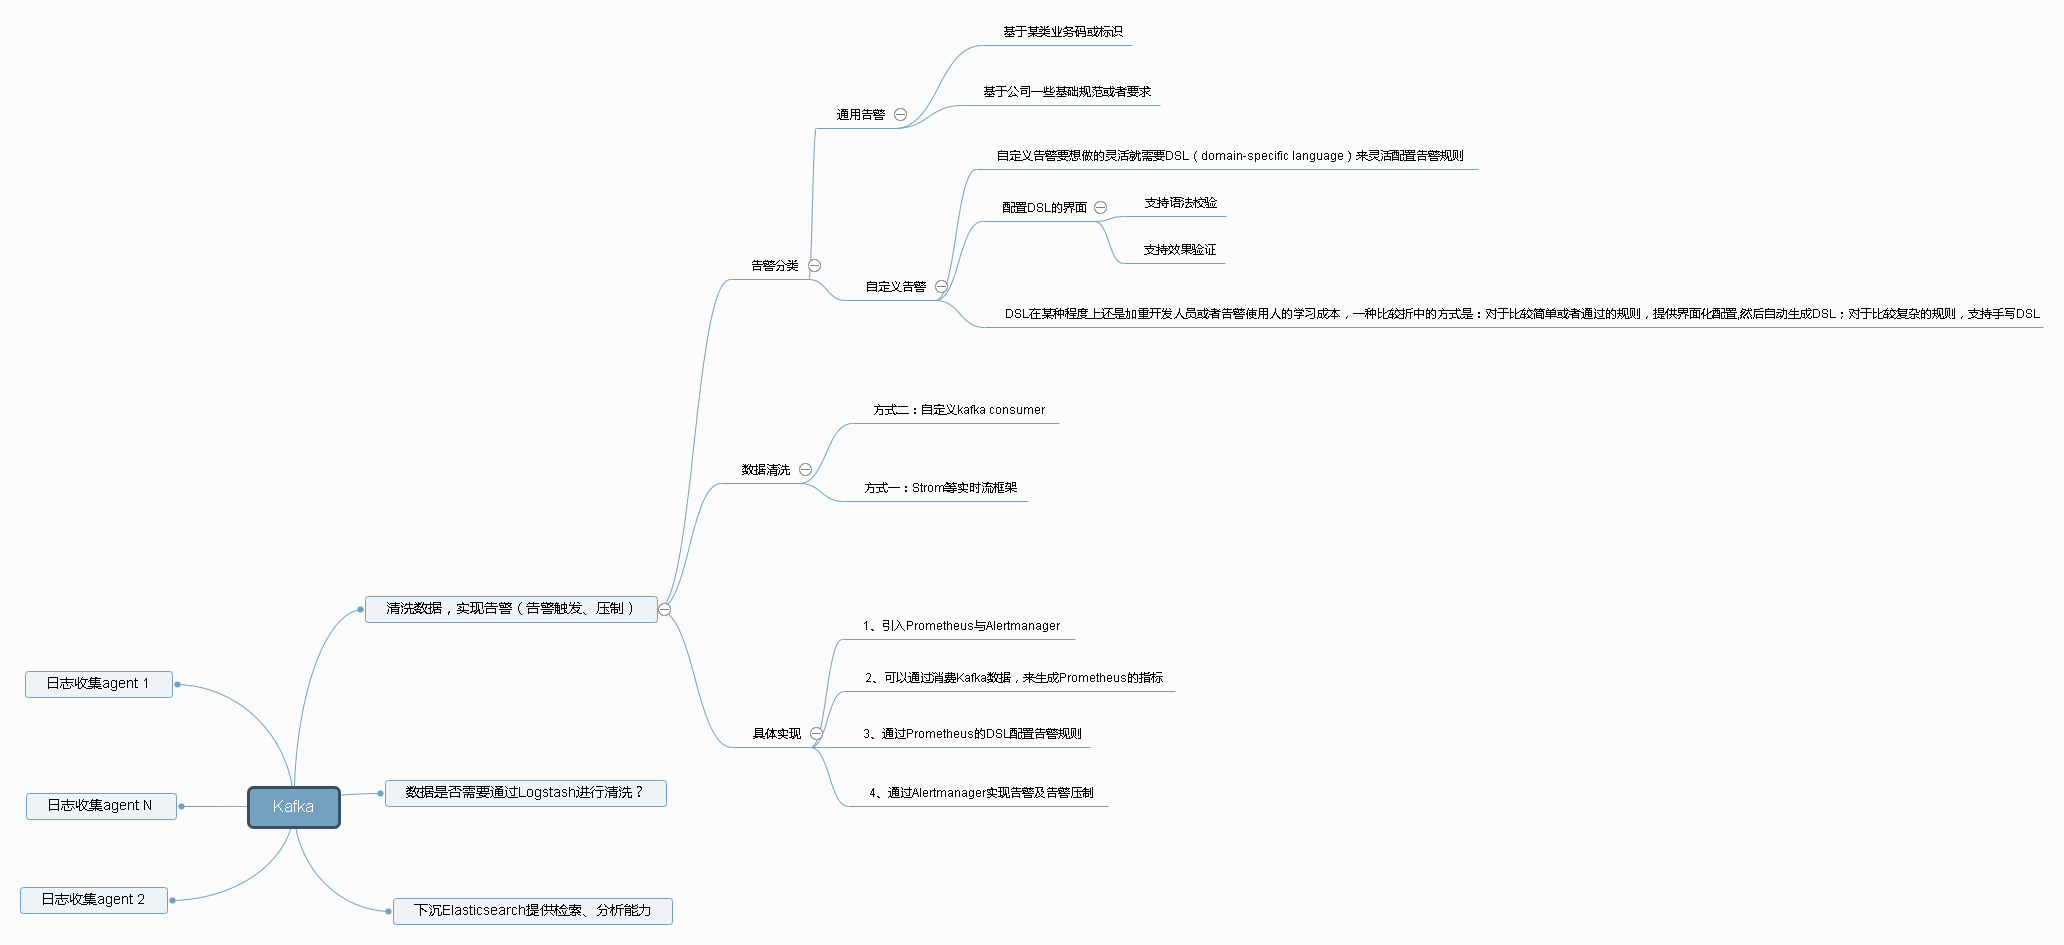 基于某类业务码或标识
基于公司一些基础规范或者要求
通用告警
自定义告警要想做的灵活就需要DSL（domain-specific language）来灵活配置告警规则
配置DSL的界面
支持语法校验
支持效果验证
告警分类
自定义告警
DSL在某种程度上还是加重开发人员或者告警使用人的学习成本，一种比较折中的方式是：对于比较简单或者通过的规则，提供界面化配置,然后自动生成DSL；对于比较复杂的规则，支持手写DSL
方式二：自定义kafka consumer
数据清洗
方式一：Strom等实时流框架
清洗数据，实现告警（告警触发、压制）
1、引入Prometheus与Alertmanager
2、可以通过消费Kafka数据，来生成Prometheus的指标
具体实现
3、通过Prometheus的DSL配置告警规则
4、通过Alertmanager实现告警及告警压制
日志收集agent 1
日志收集agent N
Kafka
数据是否需要通过Logstash进行清洗？
日志收集agent 2
下沉Elasticsearch提供检索、分析能力